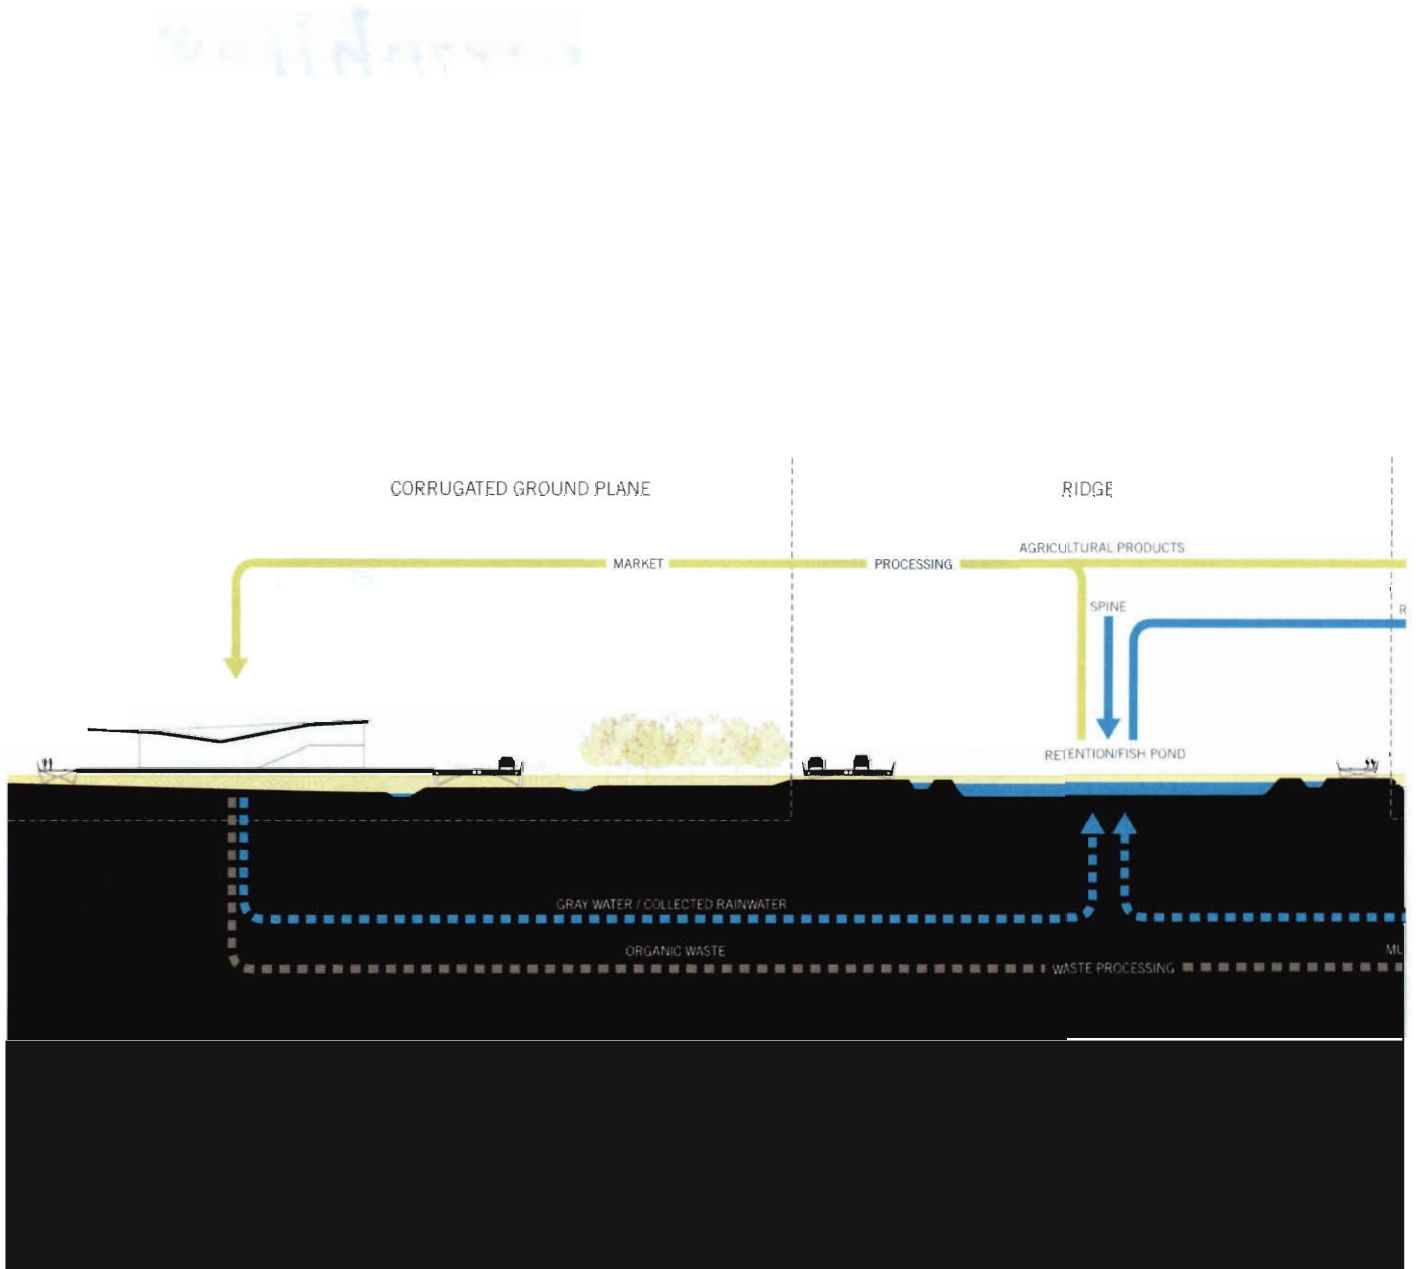 CORRUGATED GROUND PLANE
RIDGE
AGRICULTURAL PRODUCTS
MARKET
PROCESSING
SPINE
R
RETENTION/FISH POND
GRAY WATER / COLLECTED RAINWATER
ORGANIC WASTE
MU
WASTE PROCESSING